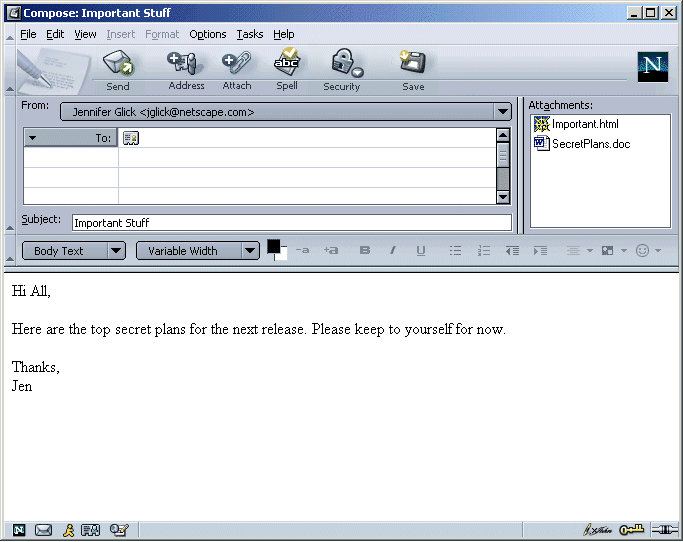 Compose: Important Stuff
File Edit View Insert Format Options Tasks Help
Send Address Attach Spell Security Save
N
From: Jennifer Glick <jglick@netscape.com>
Attachments:
To:
Important.html
SecretPlans.doc
Subject: Important Stuff
Body Text Variable Width -a +a B I U
Hi All,
Here are the top secret plans for the next release. Please keep to yourself for now.
Thanks,
Jen